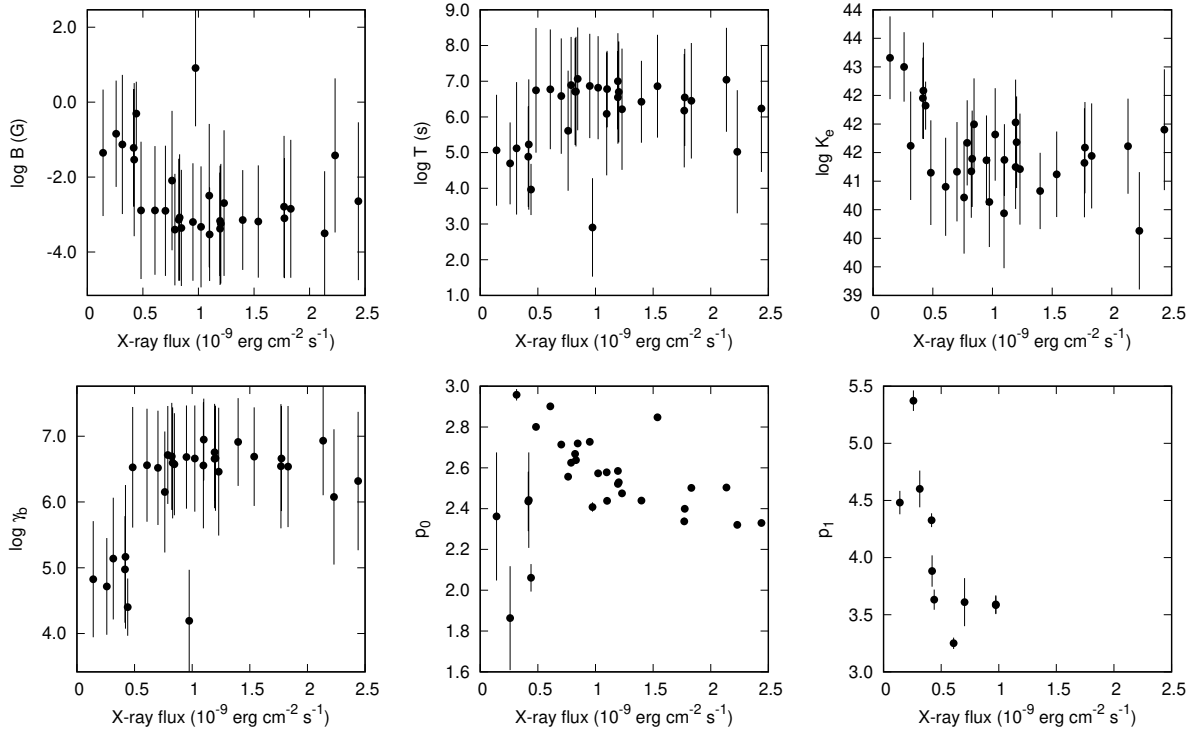 2.0
0.0
-2.0
-4.0
log B (G)
0 0.5 1 1.5 2 2.5
X-ray flux (10⁻⁹ erg cm⁻² s⁻¹)
9.0
8.0
7.0
6.0
5.0
4.0
3.0
2.0
1.0
log T (s)
0 0.5 1 1.5 2 2.5
X-ray flux (10⁻⁹ erg cm⁻² s⁻¹)
44
43
43
42
42
42
41
40
40
40
39
log Kₑ
0 0.5 1 1.5 2 2.5
X-ray flux (10⁻⁹ erg cm⁻² s⁻¹)
7.0
6.0
5.0
4.0
log γ_b
0 0.5 1 1.5 2 2.5
X-ray flux (10⁻⁹ erg cm⁻² s⁻¹)
3.0
2.8
2.6
2.4
2.2
2.0
1.8
1.6
p₀
0 0.5 1 1.5 2 2.5
X-ray flux (10⁻⁹ erg cm⁻² s⁻¹)
5.5
5.0
4.5
4.0
3.5
3.0
p₁
0 0.5 1 1.5 2 2.5
X-ray flux (10⁻⁹ erg cm⁻² s⁻¹)